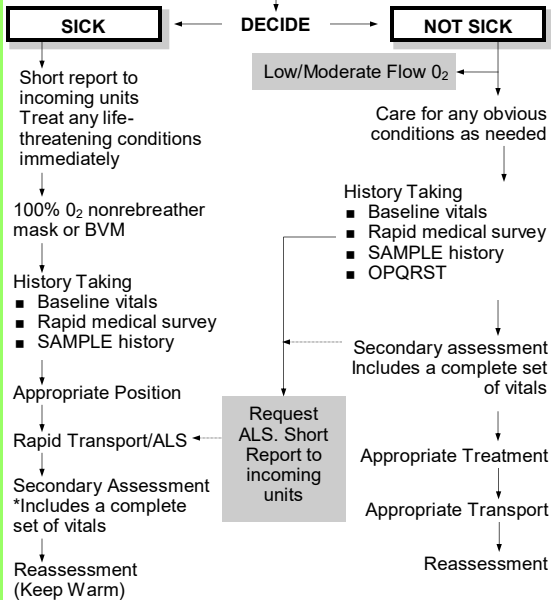 SICK
DECIDE
NOT SICK
Short report to
incoming units
Treat any life-
threatening conditions
immediately
100% 0₂ nonrebreather
mask or BVM
History Taking
■ Baseline vitals
■ Rapid medical survey
■ SAMPLE history
Appropriate Position
Rapid Transport/ALS
Secondary Assessment
*Includes a complete
set of vitals
Reassessment
(Keep Warm)
Low/Moderate Flow 0₂
Care for any obvious
conditions as needed
History Taking
■ Baseline vitals
■ Rapid medical survey
■ SAMPLE history
■ OPQRST
Secondary assessment
Includes a complete set
of vitals
Request
ALS. Short
Report to
incoming
units
Appropriate Treatment
Appropriate Transport
Reassessment